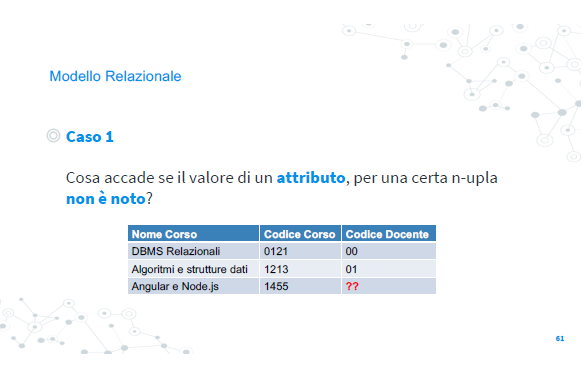 Modello Relazionale
Caso 1
Cosa accade se il valore di un attributo, per una certa n-upla
non è noto?
Nome Corso Codice Corso Codice Docente
DBMS Relazionali 0121 00
Algoritmi e strutture dati 1213 01
Angular e Node.js 1455 ??
61